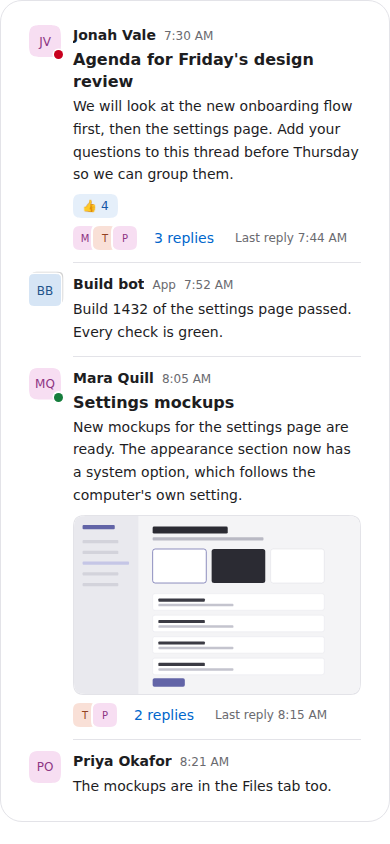 JV
Jonah Vale 7:30 AM
Agenda for Friday's design
review
We will look at the new onboarding flow
first, then the settings page. Add your
questions to this thread before Thursday
so we can group them.
👍 4
M T P 3 replies Last reply 7:44 AM
BB
Build bot App 7:52 AM
Build 1432 of the settings page passed.
Every check is green.
MQ
Mara Quill 8:05 AM
Settings mockups
New mockups for the settings page are
ready. The appearance section now has
a system option, which follows the
computer's own setting.
T P 2 replies Last reply 8:15 AM
PO
Priya Okafor 8:21 AM
The mockups are in the Files tab too.